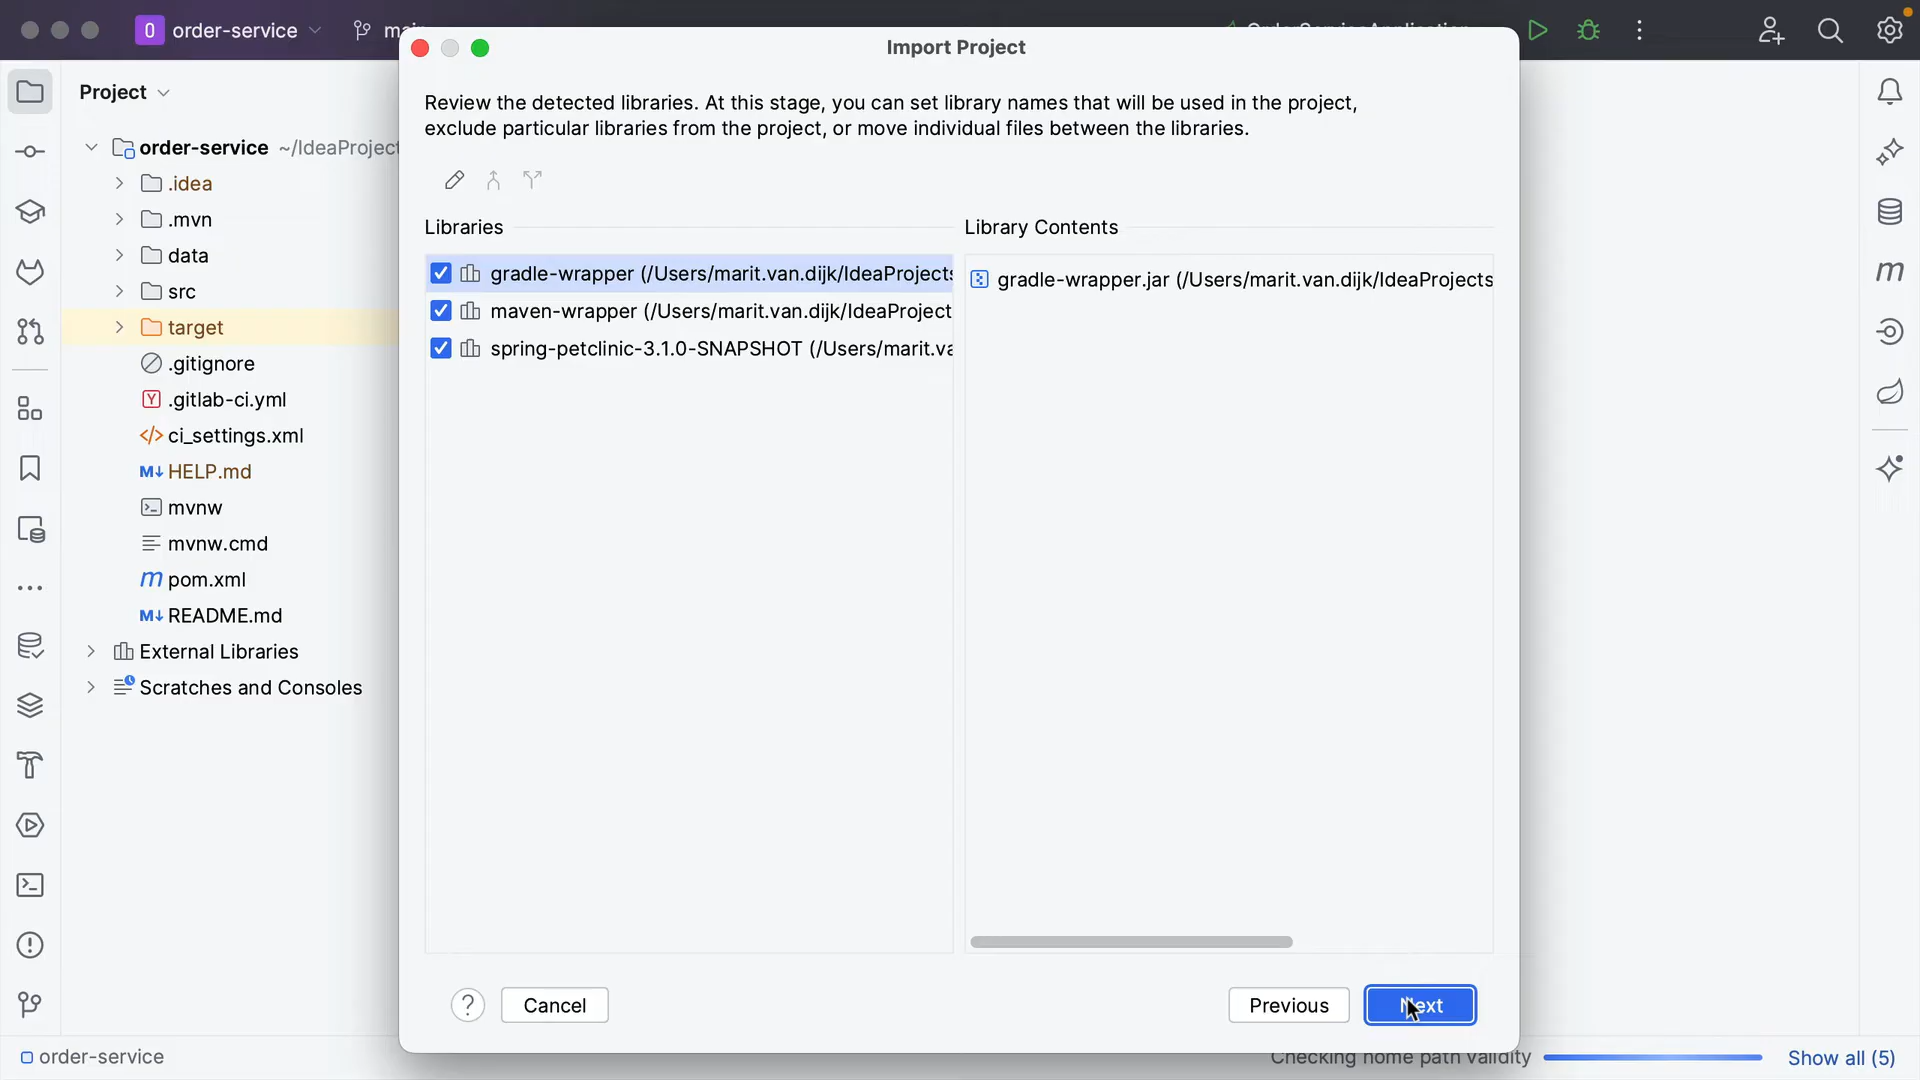 0 order-service
Import Project
Project
Review the detected libraries. At this stage, you can set library names that will be used in the project,
exclude particular libraries from the project, or move individual files between the libraries.
order-service ~/IdeaProject
.idea
.mvn
data
src
target
.gitignore
Y .gitlab-ci.yml
</> ci_settings.xml
M↓ HELP.md
mvnw
mvnw.cmd
m pom.xml
M↓ README.md
External Libraries
Scratches and Consoles
Libraries
gradle-wrapper (/Users/marit.van.dijk/IdeaProjects
maven-wrapper (/Users/marit.van.dijk/IdeaProject
spring-petclinic-3.1.0-SNAPSHOT (/Users/marit.va
Library Contents
gradle-wrapper.jar (/Users/marit.van.dijk/IdeaProjects
m
? Cancel
Previous
Next
order-service
Checking home path validity
Show all (5)